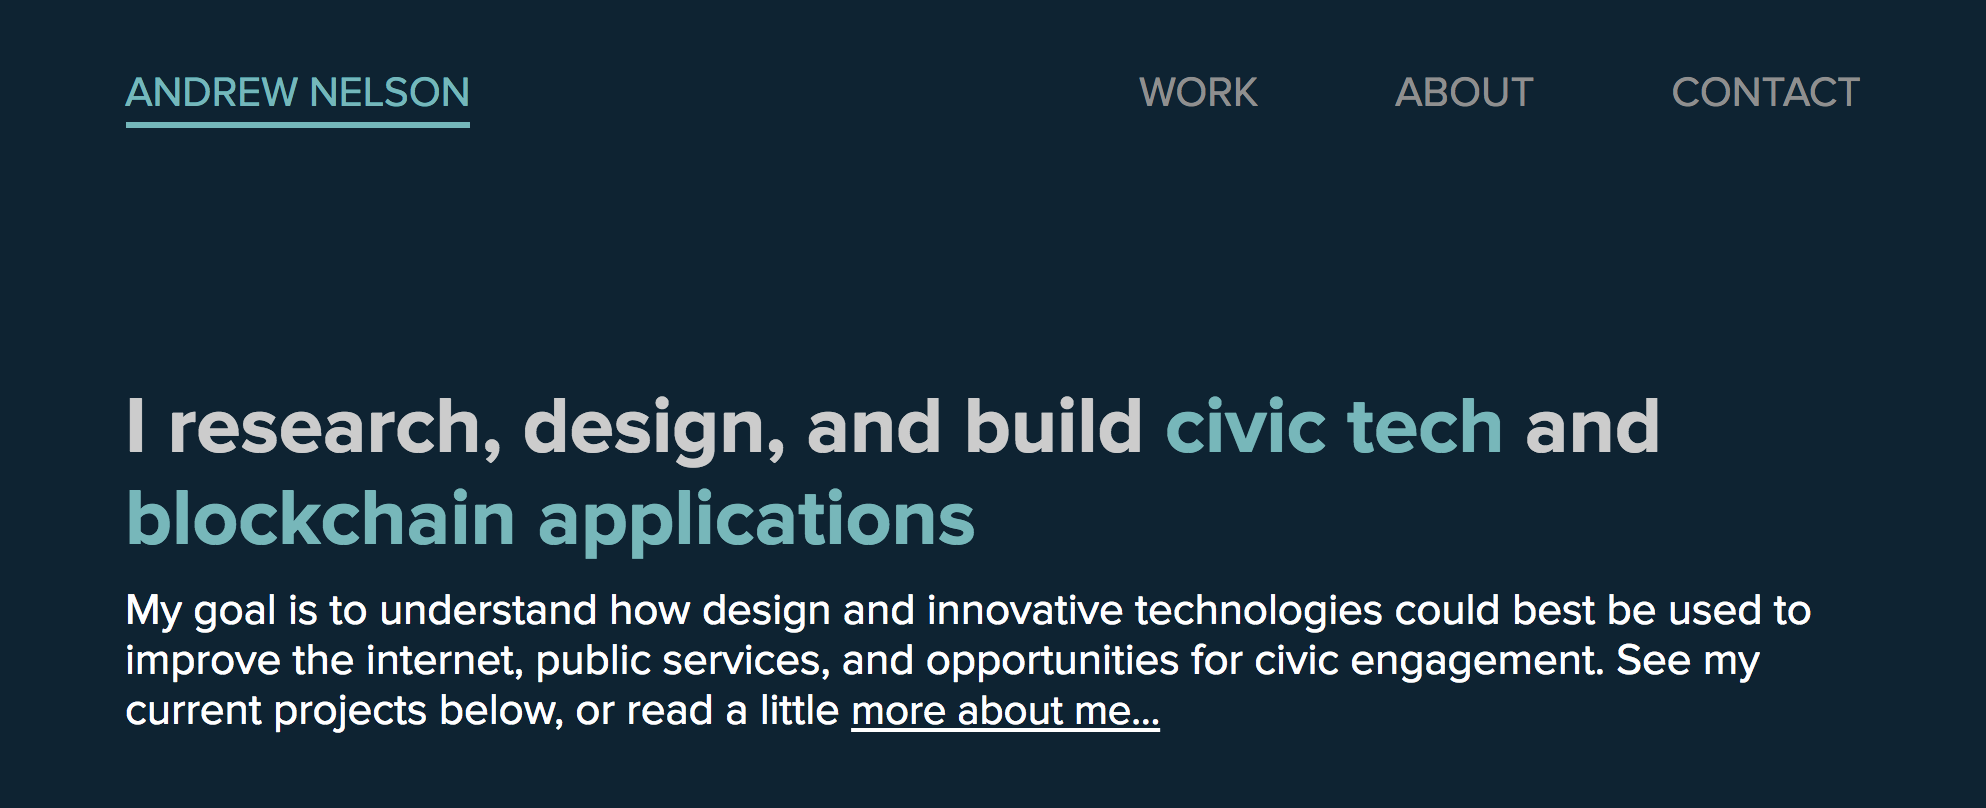 ANDREW NELSON WORK ABOUT CONTACT
I research, design, and build civic tech and
blockchain applications
My goal is to understand how design and innovative technologies could best be used to
improve the internet, public services, and opportunities for civic engagement. See my
current projects below, or read a little more about me...